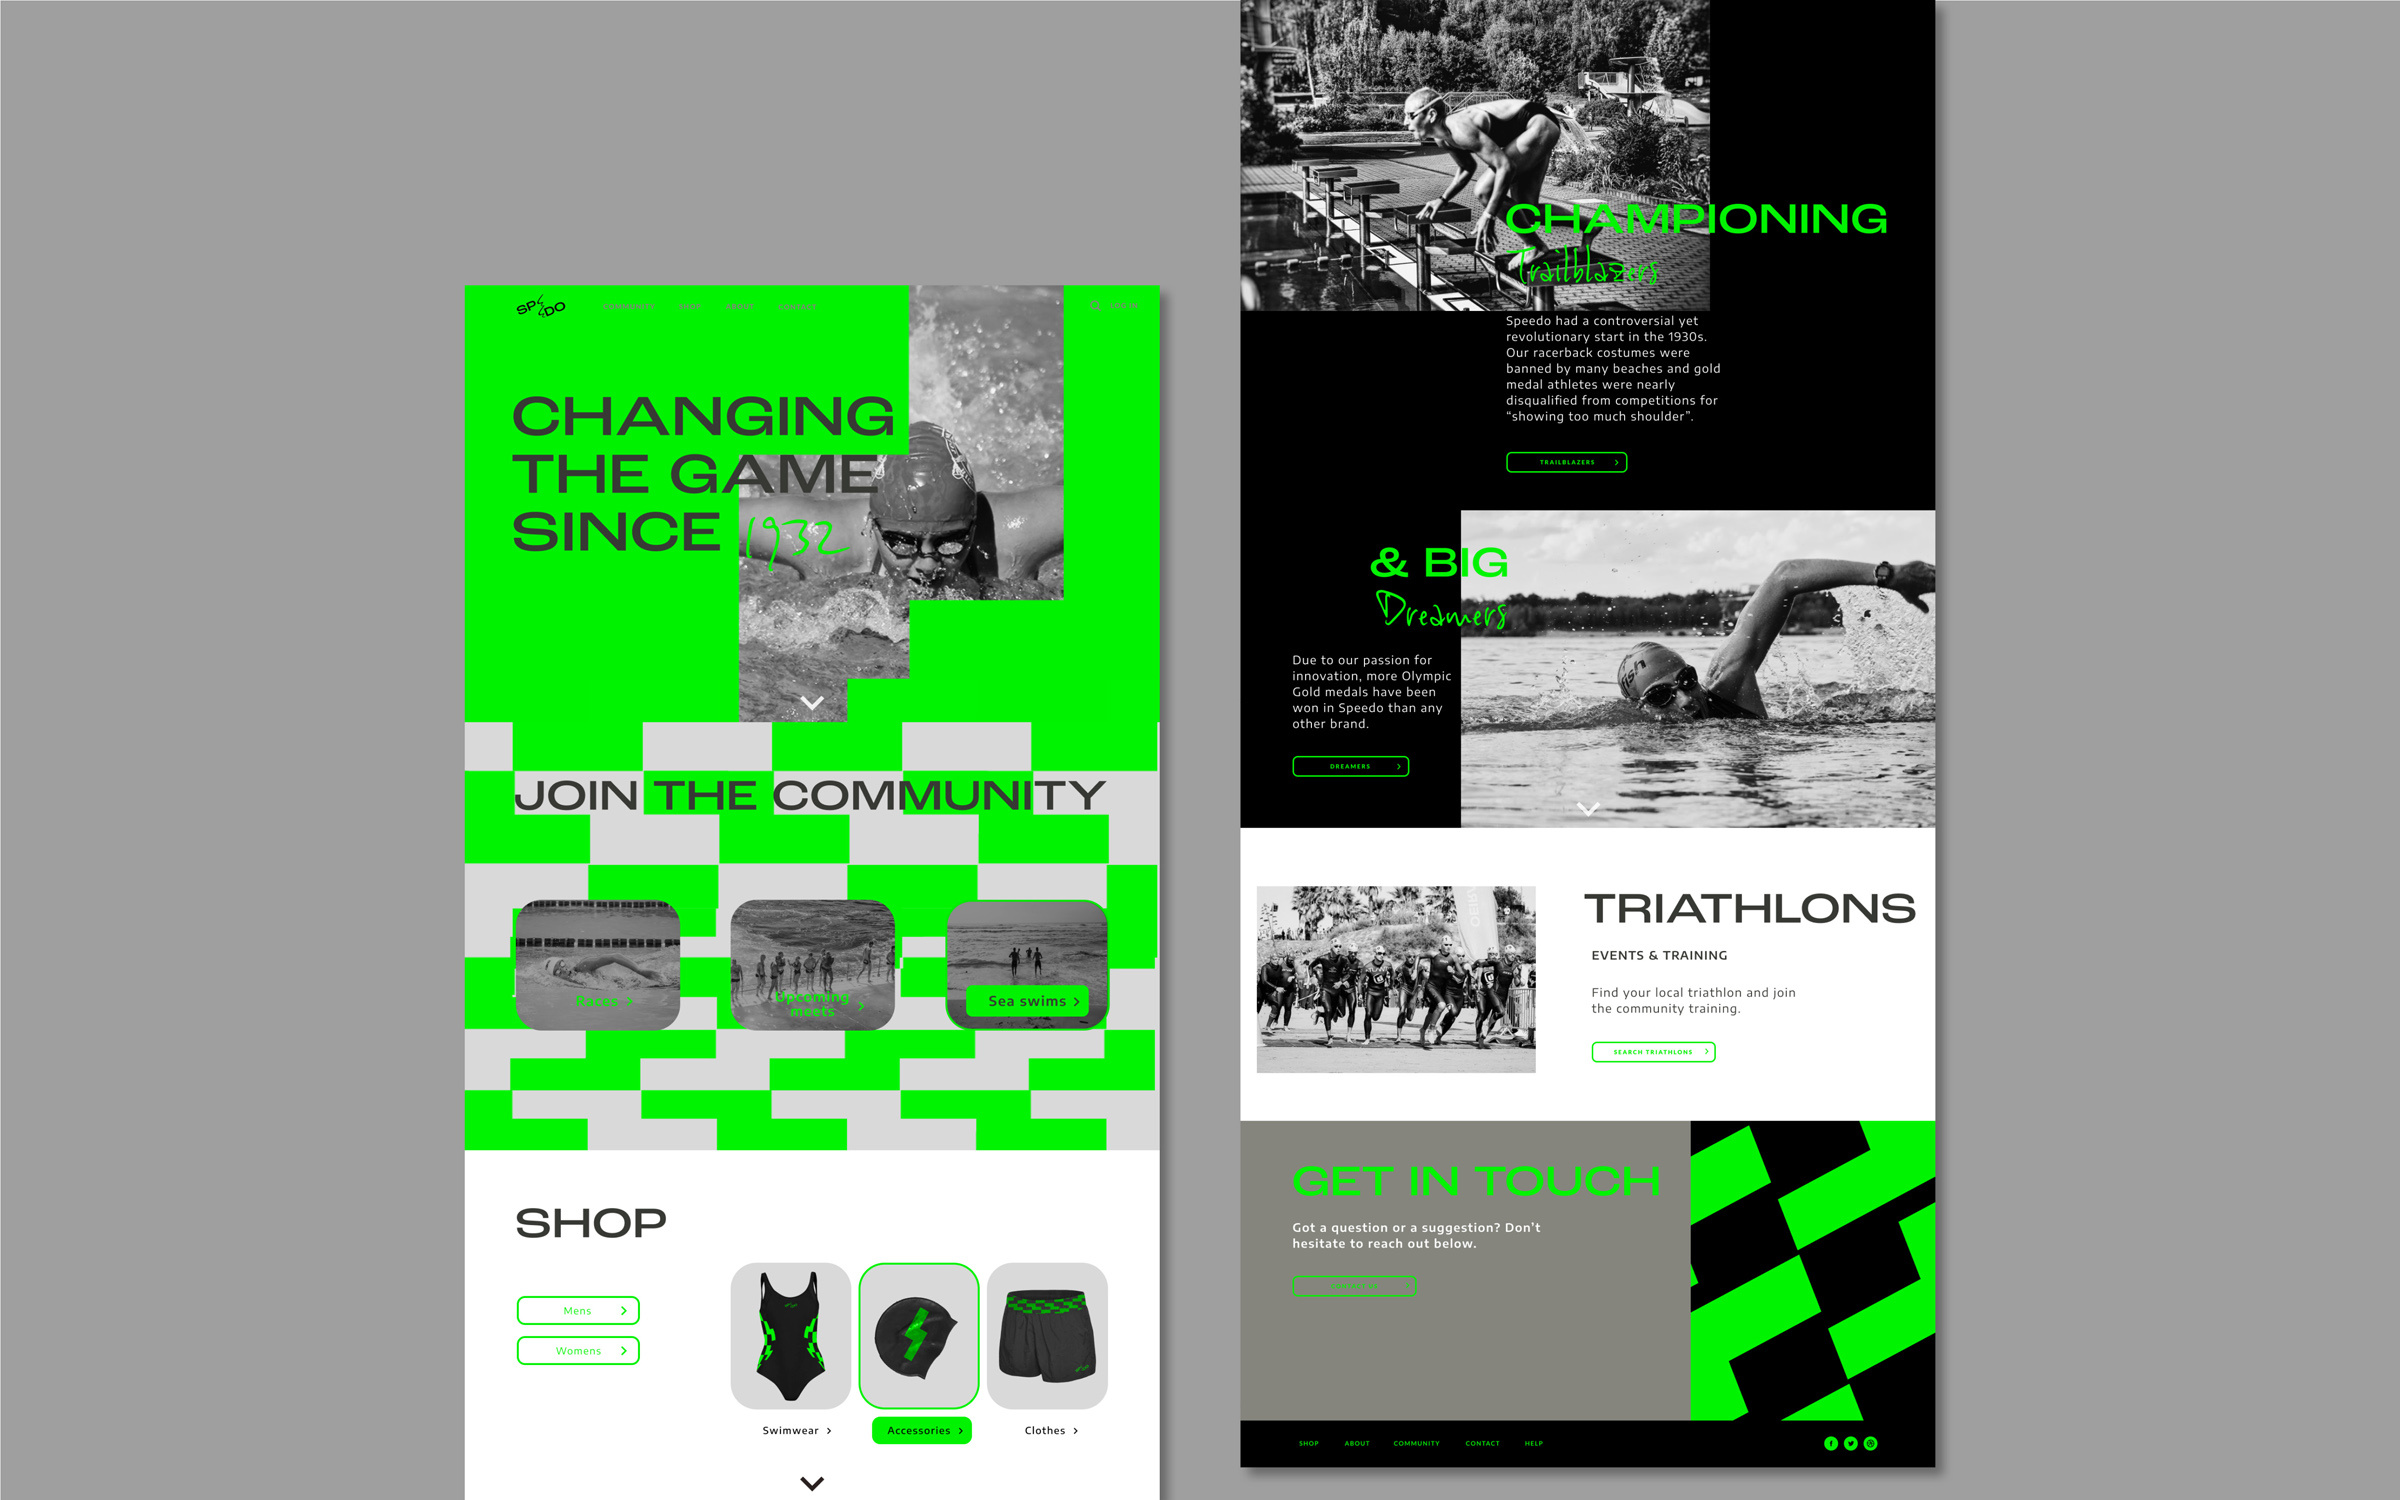 SP DO
COMMUNITY SHOP ABOUT CONTACT
LOG IN
CHANGING
THE GAME
SINCE 1932
JOIN THE COMMUNITY
Races
Upcoming
meets
Sea swims
SHOP
Mens
Womens
Swimwear
Accessories
Clothes
CHAMPIONING
Trailblazers
Speedo had a controversial yet
revolutionary start in the 1930s.
Our racerback costumes were
banned by many beaches and gold
medal athletes were nearly
disqualified from competitions for
“showing too much shoulder”.
TRAILBLAZERS
& BIG
Dreamers
fish
Due to our passion for
innovation, more Olympic
Gold medals have been
won in Speedo than any
other brand.
DREAMERS
TRIATHLONS
EVENTS & TRAINING
Find your local triathlon and join
the community training.
SEARCH TRIATHLONS
GET IN TOUCH
Got a question or a suggestion? Don’t
hesitate to reach out below.
SHOP ABOUT COMMUNITY CONTACT HELP